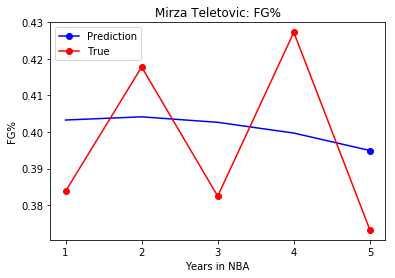 Mirza Teletovic: FG%
Prediction
True
0.43
0.42
0.41
0.40
0.39
0.38
FG%
1 2 3 4 5
Years in NBA